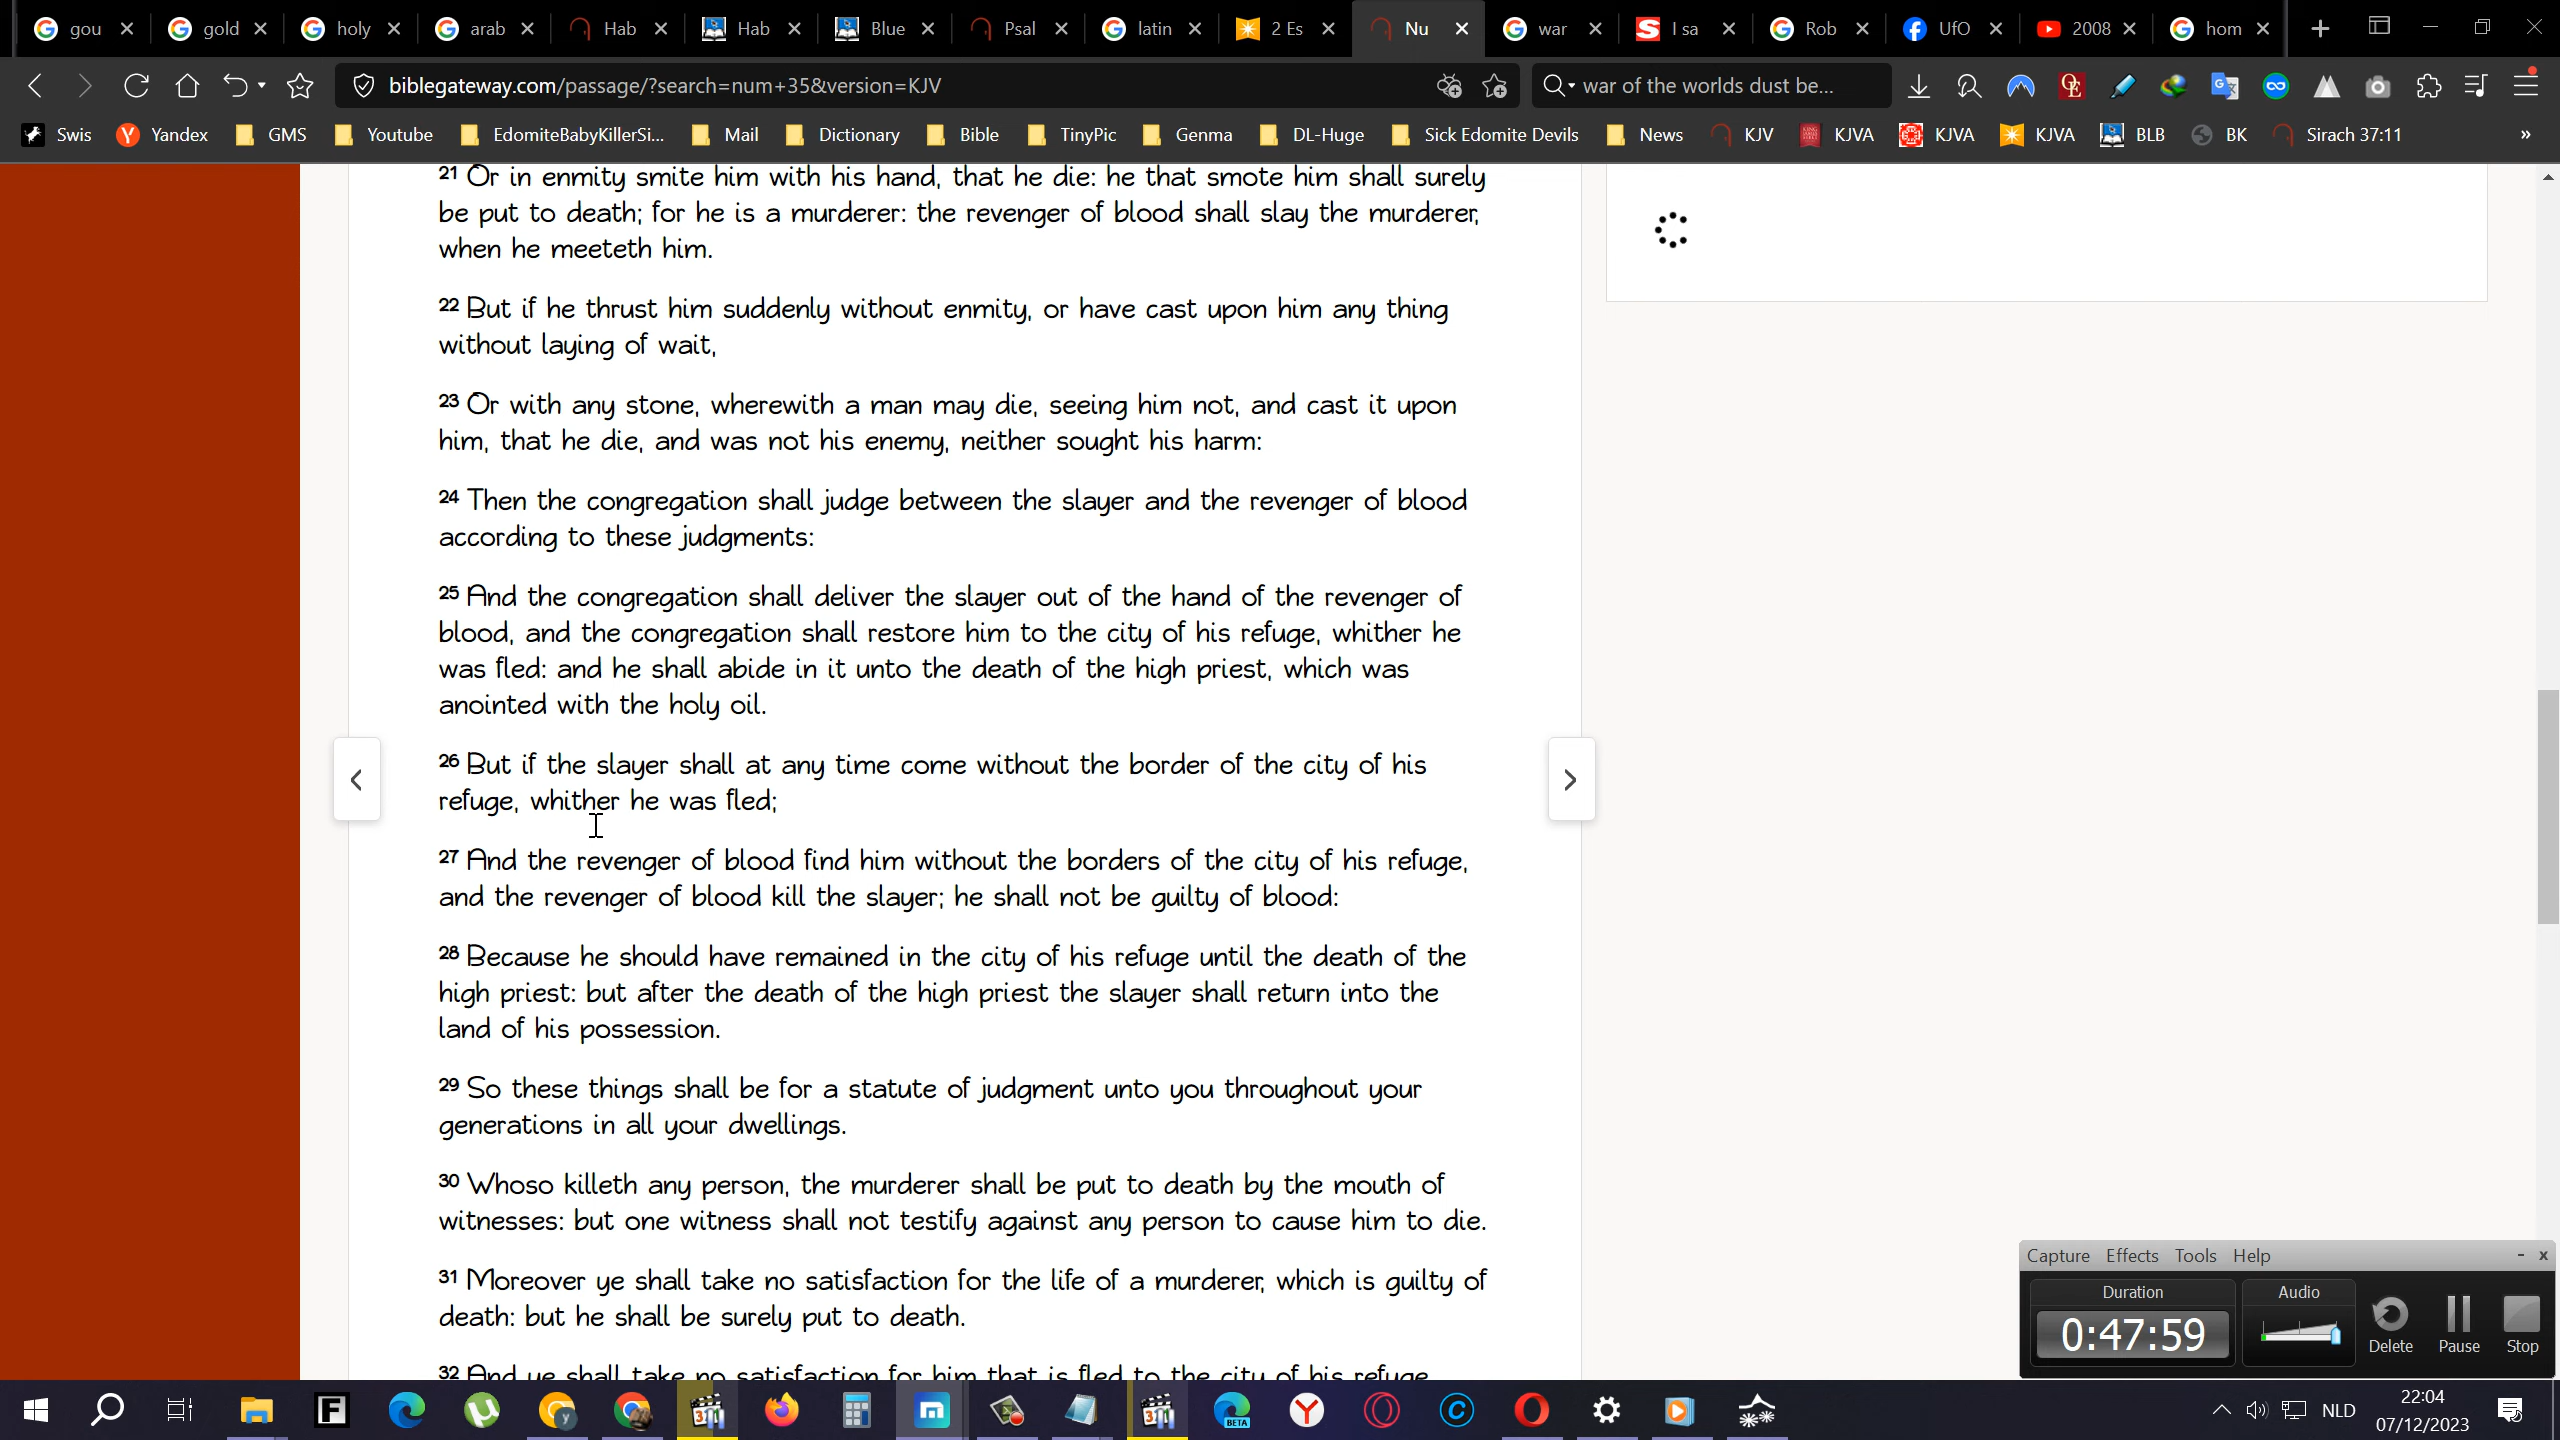 gou
gold
holy
arab
Hab
Hab
Blue
Psal
latin
2 Es
Nu
war
I sa
Rob
UfO
2008
hom
biblegateway.com/passage/?search=num+35&version=KJV
war of the worlds dust be...
Swis
Yandex
GMS
Youtube
EdomiteBabyKillerSi...
Mail
Dictionary
Bible
TinyPic
Genma
DL-Huge
Sick Edomite Devils
News
KJV
KJVA
KJVA
KJVA
BLB
BK
Sirach 37:11
»
21 Or in enmity smite him with his hand, that he die: he that smote him shall surely
be put to death; for he is a murderer: the revenger of blood shall slay the murderer,
when he meeteth him.
22 But if he thrust him suddenly without enmity, or have cast upon him any thing
without laying of wait,
23 Or with any stone, wherewith a man may die, seeing him not, and cast it upon
him, that he die, and was not his enemy, neither sought his harm:
24 Then the congregation shall judge between the slayer and the revenger of blood
according to these judgments:
25 And the congregation shall deliver the slayer out of the hand of the revenger of
blood, and the congregation shall restore him to the city of his refuge, whither he
was fled: and he shall abide in it unto the death of the high priest, which was
anointed with the holy oil.
26 But if the slayer shall at any time come without the border of the city of his
refuge, whither he was fled;
27 And the revenger of blood find him without the borders of the city of his refuge,
and the revenger of blood kill the slayer; he shall not be guilty of blood:
28 Because he should have remained in the city of his refuge until the death of the
high priest: but after the death of the high priest the slayer shall return into the
land of his possession.
29 So these things shall be for a statute of judgment unto you throughout your
generations in all your dwellings.
30 Whoso killeth any person, the murderer shall be put to death by the mouth of
witnesses: but one witness shall not testify against any person to cause him to die.
31 Moreover ye shall take no satisfaction for the life of a murderer, which is guilty of
death: but he shall be surely put to death.
32 And ye shall take no satisfaction for him that is fled to the city of his refuge,
Capture Effects Tools Help
Duration
Audio
0:47:59
Delete
Pause
Stop
NLD
22:04
07/12/2023